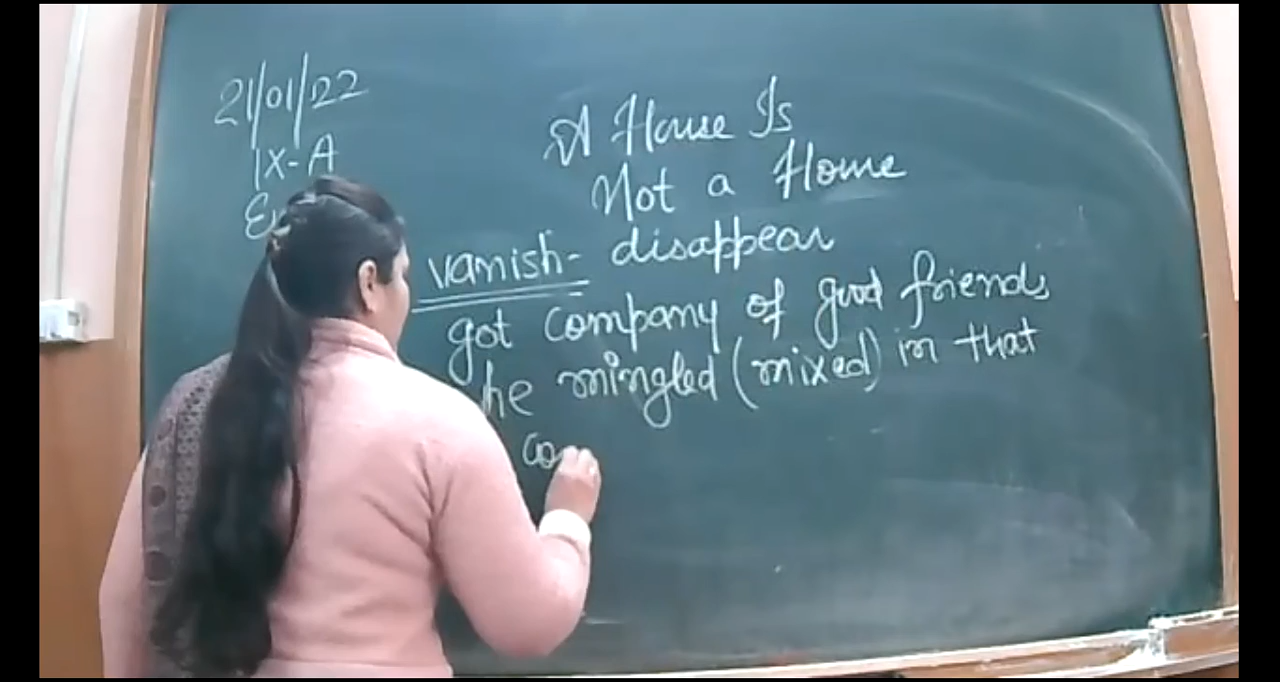 21/01/22
IX-A
A House Is
Not a Home
vanish- disappear
got company of good friends
he mingled (mixed) in that